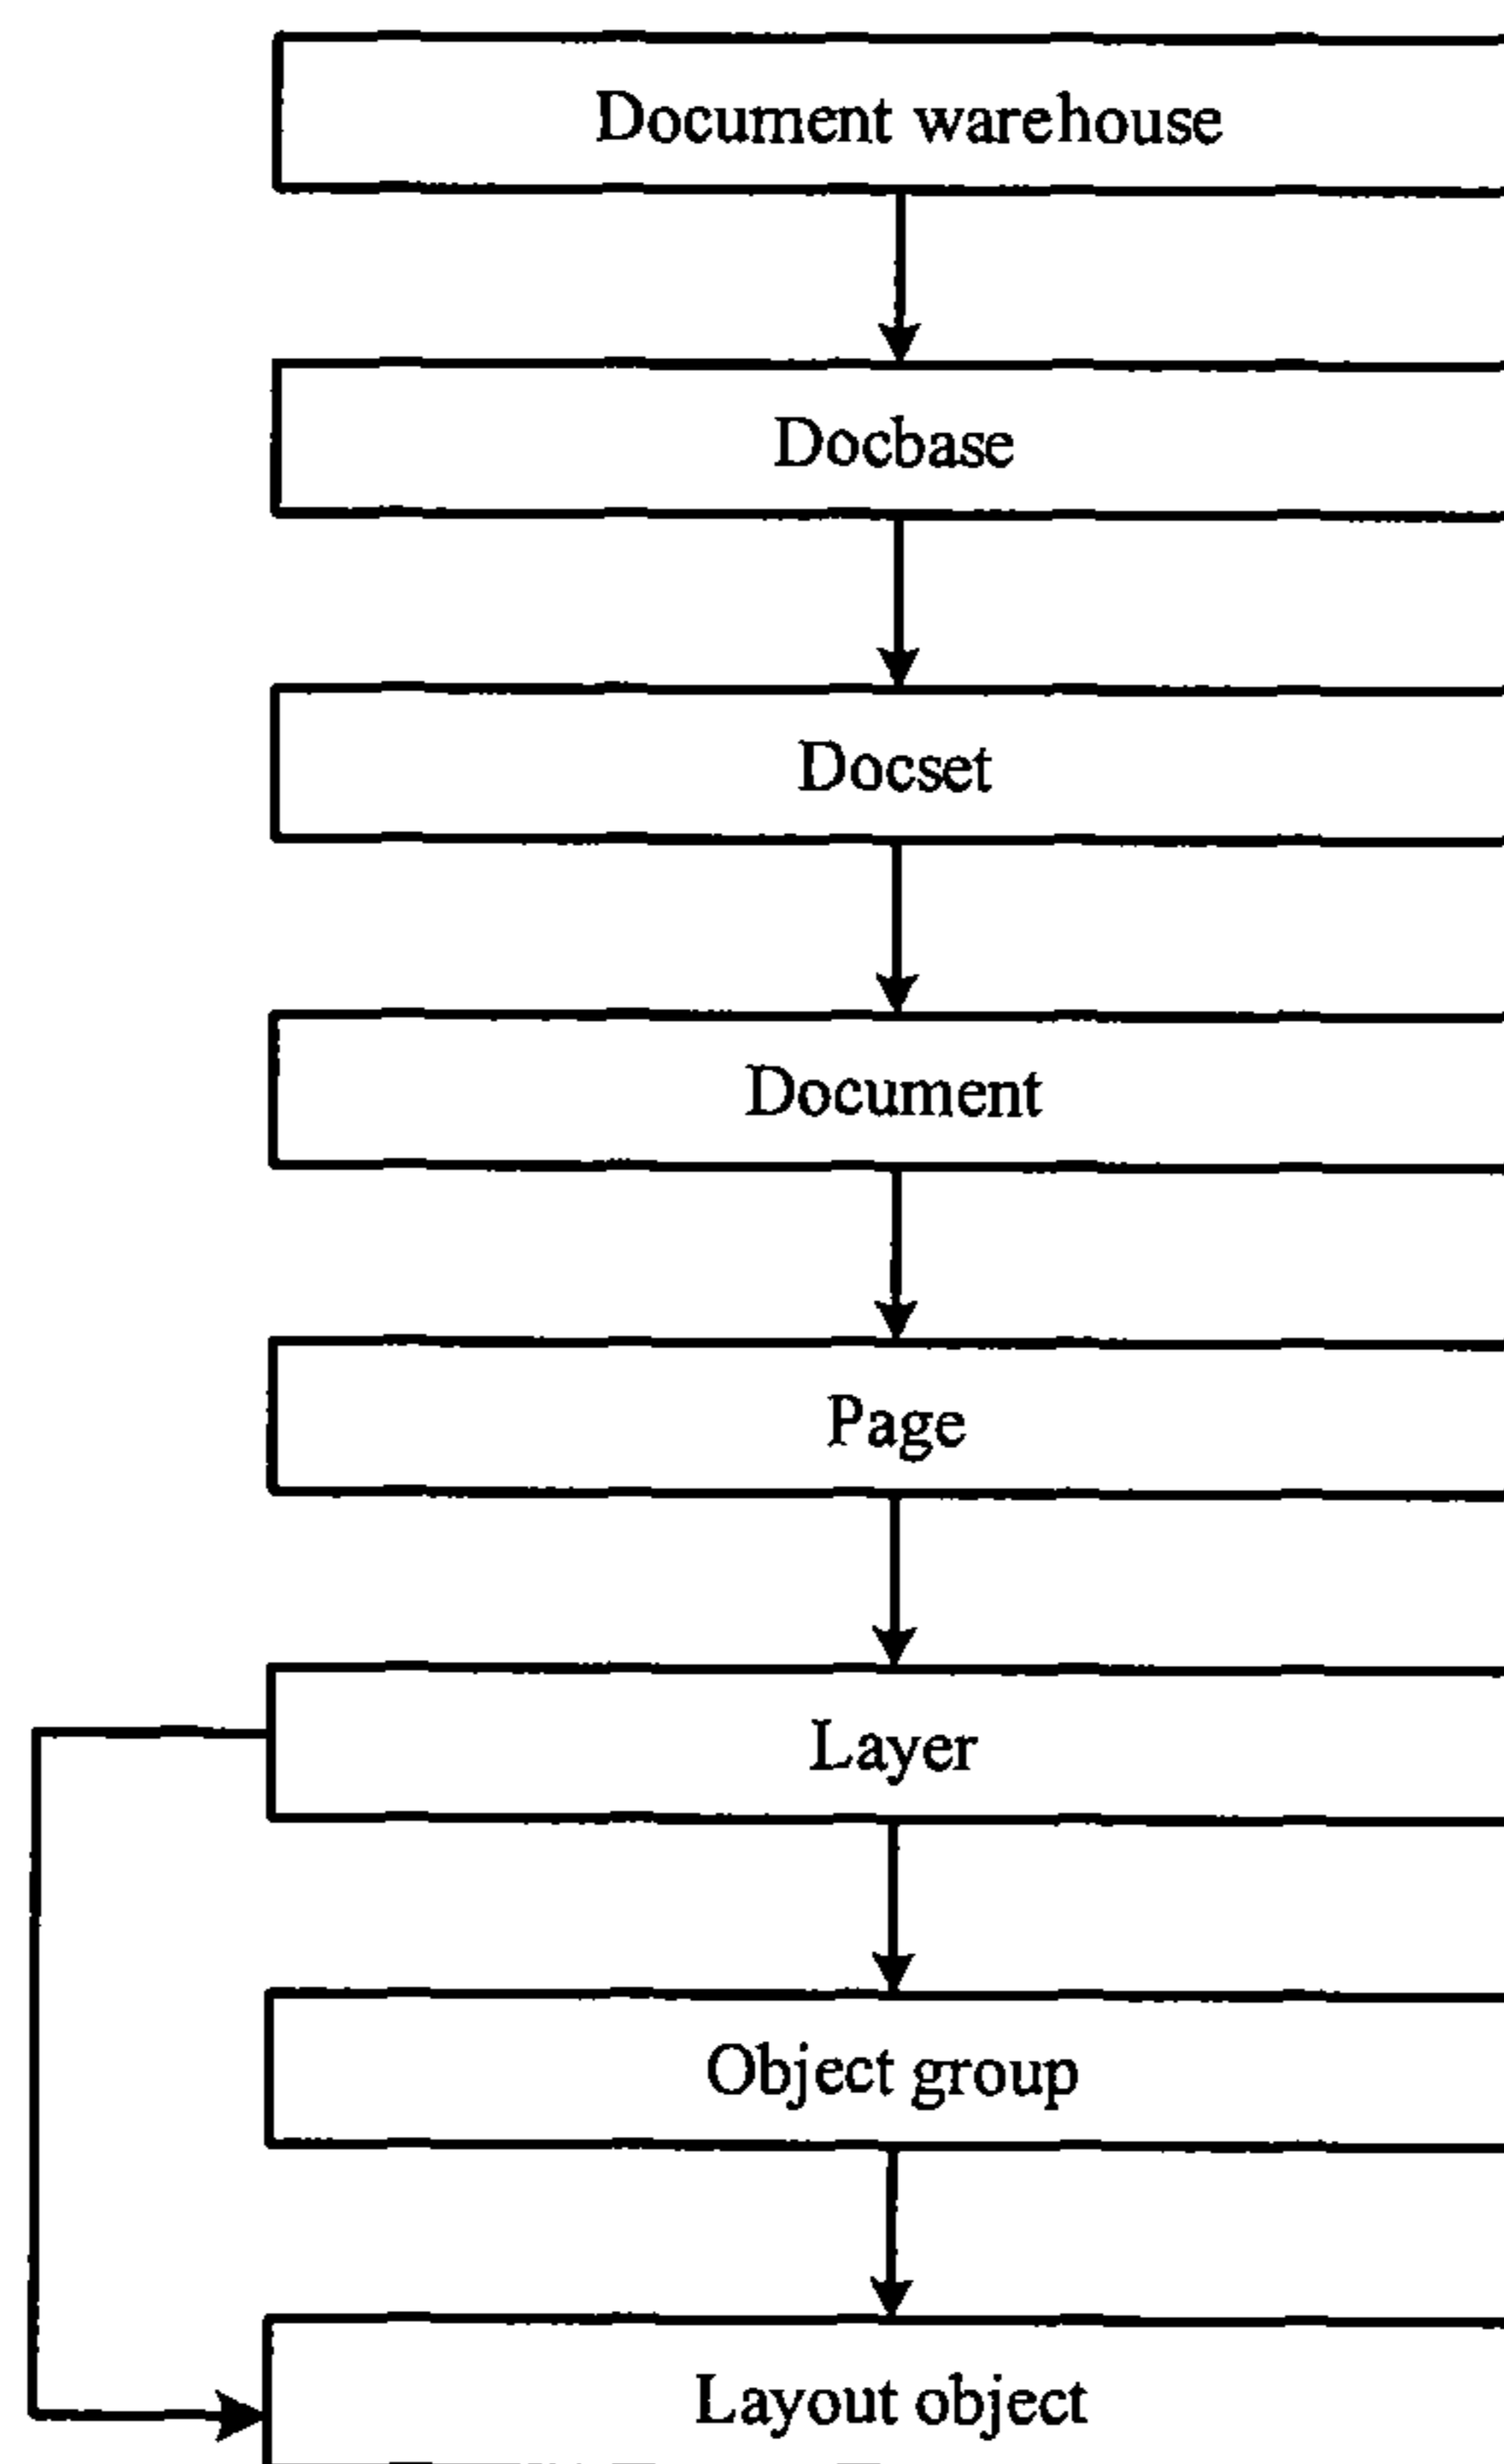 Document warehouse
Docbase
Docset
Document
Page
Layer
Object group
Layout object